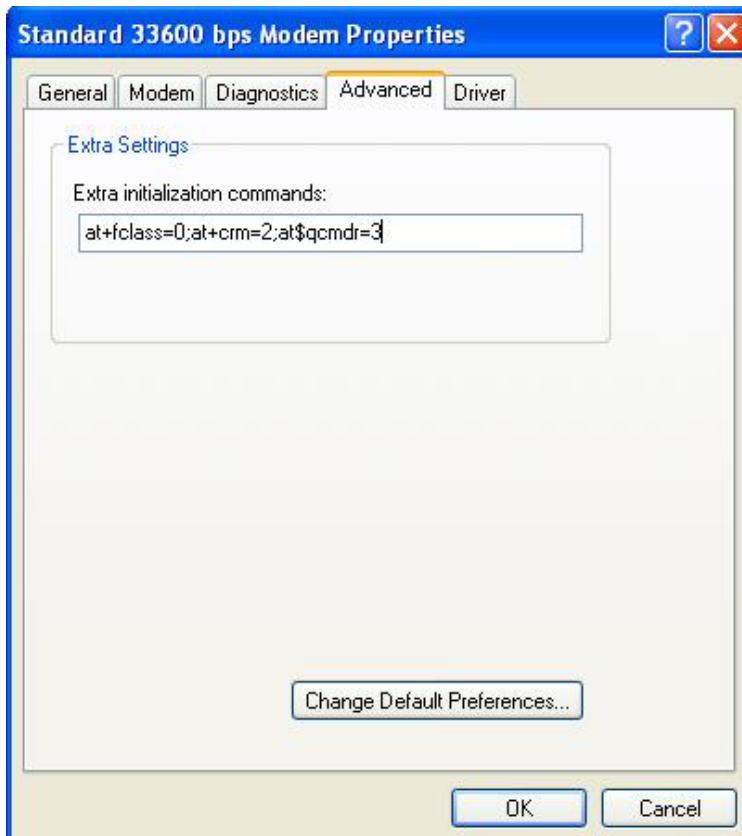 Standard 33600 bps Modem Properties
General Modem Diagnostics Advanced Driver
Extra Settings
Extra initialization commands:
at+fclass=0;at+crm=2;at$qcmdr=3
Change Default Preferences...
OK Cancel